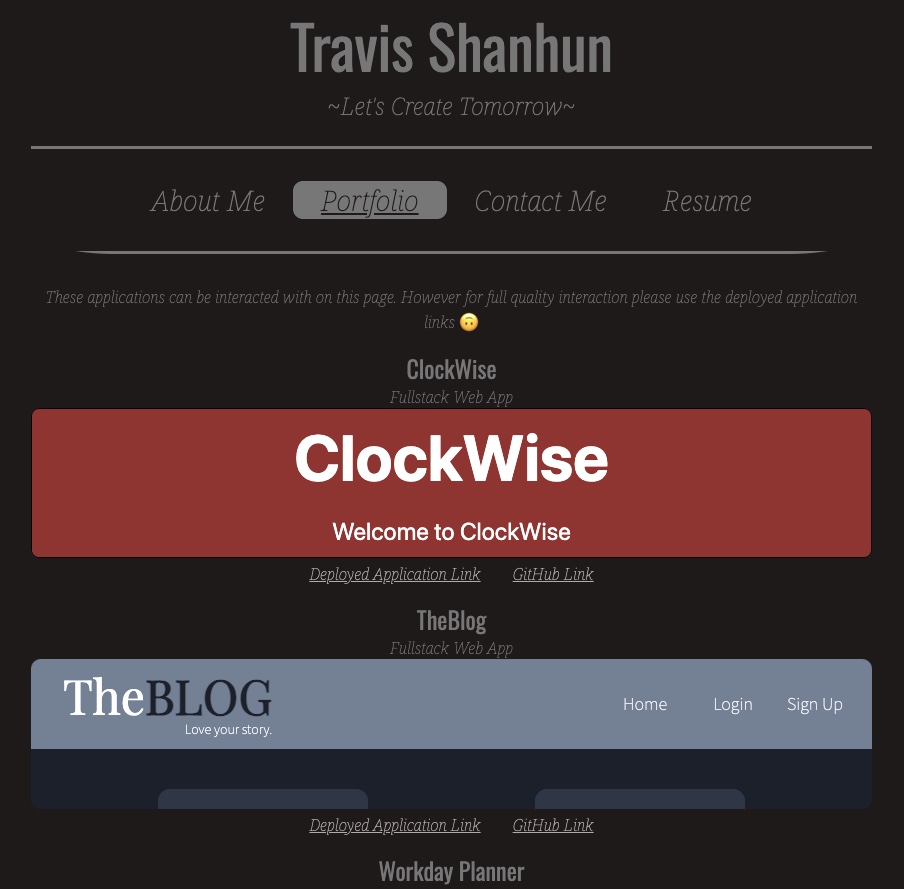 Travis Shanhun
~Let's Create Tomorrow~
About Me Portfolio Contact Me Resume
These applications can be interacted with on this page. However for full quality interaction please use the deployed application
links 🙃
ClockWise
Fullstack Web App
ClockWise
Welcome to ClockWise
Deployed Application Link GitHub Link
TheBlog
Fullstack Web App
TheBLOG
Love your story.
Home Login Sign Up
Deployed Application Link GitHub Link
Workday Planner